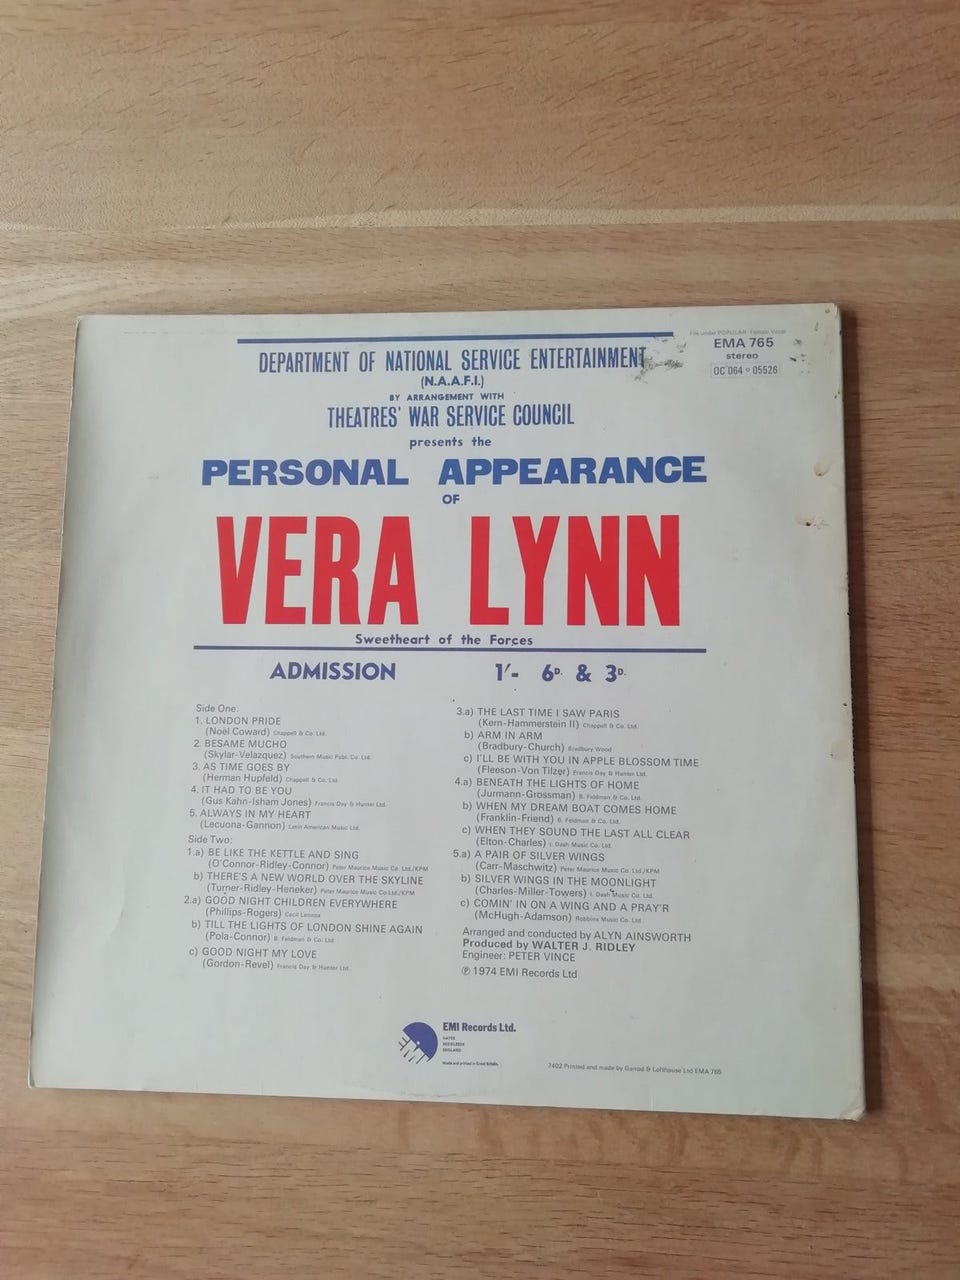 File under POPULAR Female Vocal
EMA 765
stereo
OC 064 ° 05526
DEPARTMENT OF NATIONAL SERVICE ENTERTAINMENT
(N.A.A.F.I.)
BY ARRANGEMENT WITH
THEATRES' WAR SERVICE COUNCIL
presents the
PERSONAL APPEARANCE
OF
VERA LYNN
Sweetheart of the Forces
ADMISSION 1'- 6D. & 3D.
Side One:
1. LONDON PRIDE
(Noël Coward) Chappell & Co. Ltd.
2. BESAME MUCHO
(Skylar-Velazquez) Southern Music Publ. Co. Ltd.
3. AS TIME GOES BY
(Herman Hupfeld) Chappell & Co. Ltd.
4. IT HAD TO BE YOU
(Gus Kahn-Isham Jones) Francis Day & Hunter Ltd.
5. ALWAYS IN MY HEART
(Lecuona-Gannon) Latin American Music Ltd.
Side Two:
1.a) BE LIKE THE KETTLE AND SING
(O'Connor-Ridley-Connor) Peter Maurice Music Co. Ltd./KPM
b) THERE'S A NEW WORLD OVER THE SKYLINE
(Turner-Ridley-Heneker) Peter Maurice Music Co.Ltd./KPM
2.a) GOOD NIGHT CHILDREN EVERYWHERE
(Phillips-Rogers) Cecil Lennox
b) TILL THE LIGHTS OF LONDON SHINE AGAIN
(Pola-Connor) B. Feldman & Co. Ltd
c) GOOD NIGHT MY LOVE
(Gordon-Revel) Francis Day & Hunter Ltd.
3.a) THE LAST TIME I SAW PARIS
(Kern-Hammerstein II) Chappell & Co. Ltd.
b) ARM IN ARM
(Bradbury-Church) Bradbury Wood
c) I'LL BE WITH YOU IN APPLE BLOSSOM TIME
(Fleeson-Von Tilzer) Francis Day & Hunter Ltd.
4.a) BENEATH THE LIGHTS OF HOME
(Jurmann-Grossman) B. Feldman & Co. Ltd.
b) WHEN MY DREAM BOAT COMES HOME
(Franklin-Friend) B. Feldman & Co. Ltd.
c) WHEN THEY SOUND THE LAST ALL CLEAR
(Elton-Charles) I. Dash Music Co. Ltd.
5.a) A PAIR OF SILVER WINGS
(Carr-Maschwitz) Peter Maurice Music Co. Ltd./KPM
b) SILVER WINGS IN THE MOONLIGHT
(Charles-Miller-Towers) I. Dash Music Co. Ltd.
c) COMIN' IN ON A WING AND A PRAY'R
(McHugh-Adamson) Robbins Music Co. Ltd.
Arranged and conducted by ALYN AINSWORTH
Produced by WALTER J. RIDLEY
Engineer: PETER VINCE
℗ 1974 EMI Records Ltd
EMI
EMI Records Ltd.
HAYES
MIDDLESEX
ENGLAND
Made and printed in Great Britain.
7402 Printed and made by Garrod & Lofthouse Ltd EMA 765